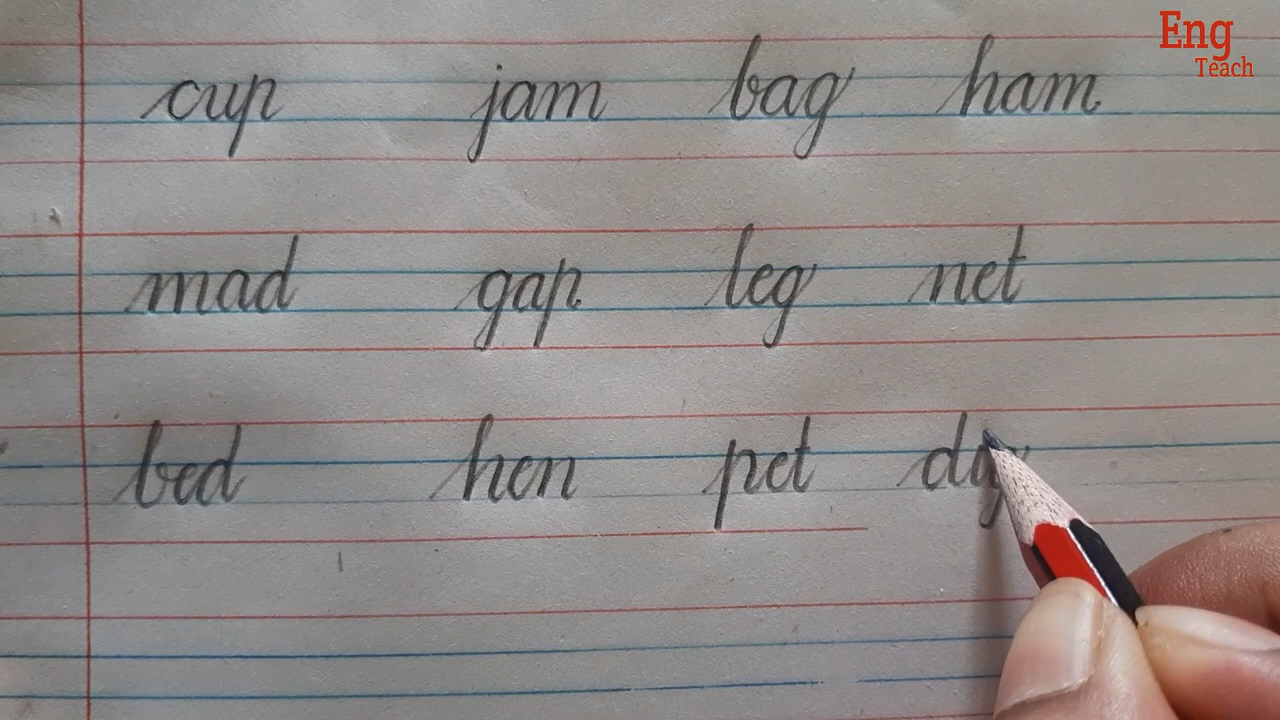 Eng
Teach
cup jam bag ham
mad gap leg net
bed hen pet